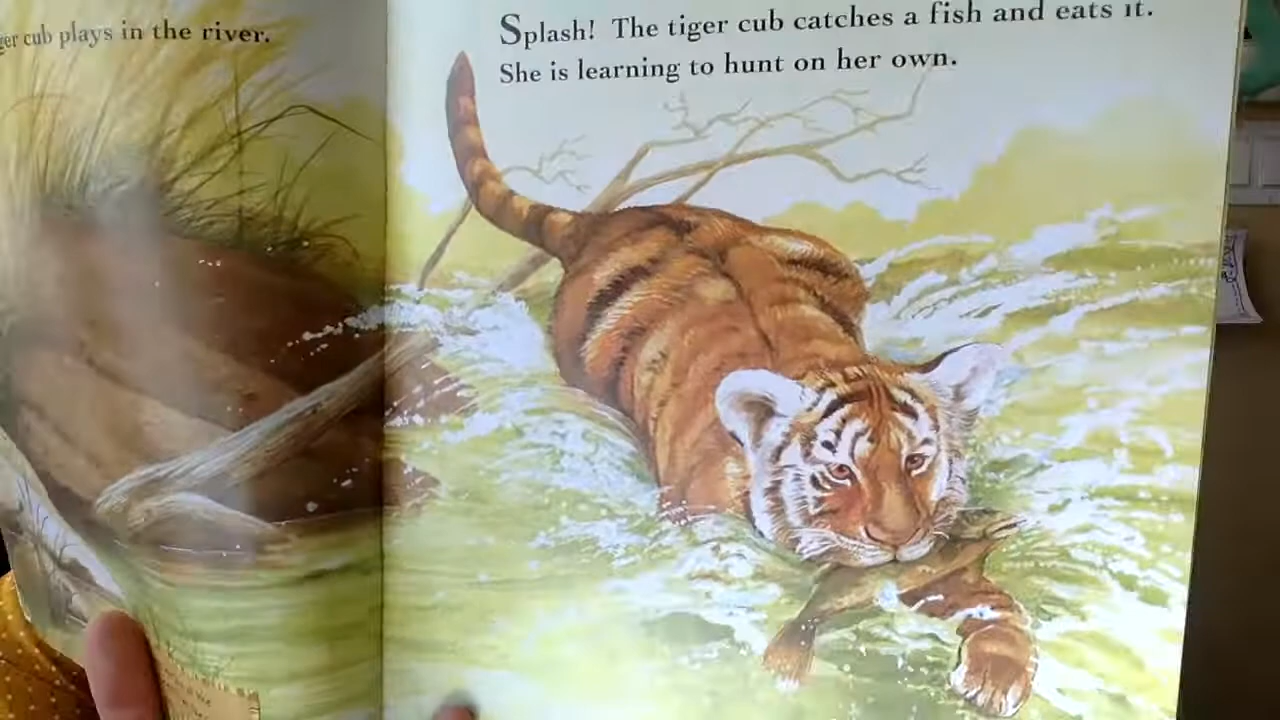 cub plays in the river.
Splash! The tiger cub catches a fish and eats it.
She is learning to hunt on her own.